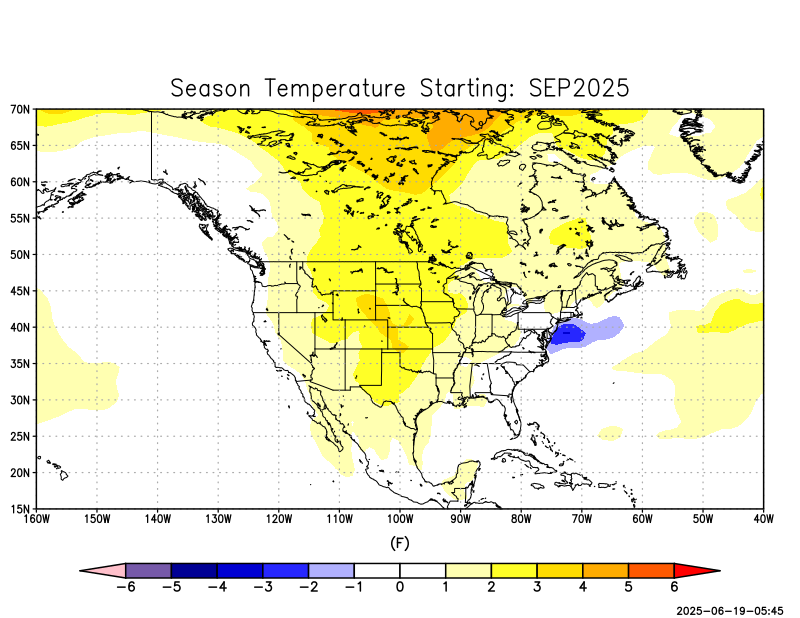 Season Temperature Starting: SEP2025
70N
65N
60N
55N
50N
45N
40N
35N
30N
25N
20N
15N
160W 150W 140W 130W 120W 110W 100W 90W 80W 70W 60W 50W 40W
(F)
−6 −5 −4 −3 −2 −1 0 1 2 3 4 5 6
2025−06−19−05:45